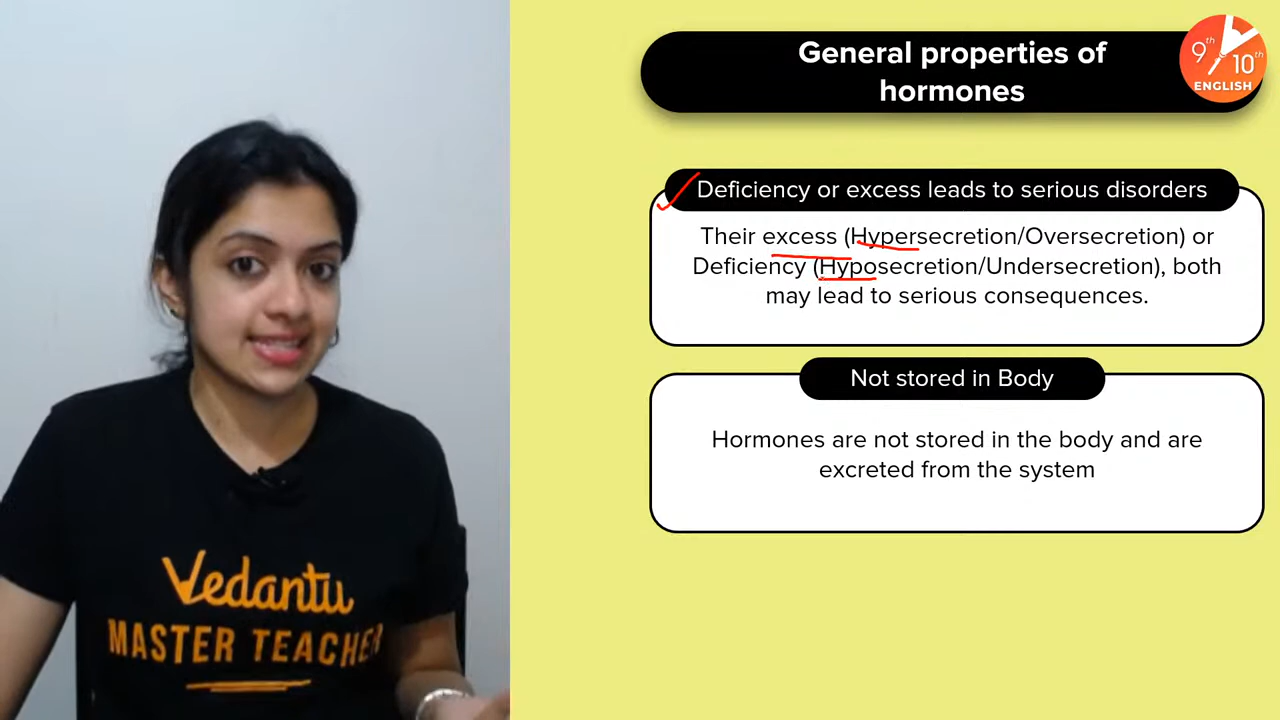 General properties of
hormones
9th
10th
ENGLISH
Deficiency or excess leads to serious disorders
Their excess (Hypersecretion/Oversecretion) or
Deficiency (Hyposecretion/Undersecretion), both
may lead to serious consequences.
Not stored in Body
Hormones are not stored in the body and are
excreted from the system
Vedantu
MASTER TEACHER